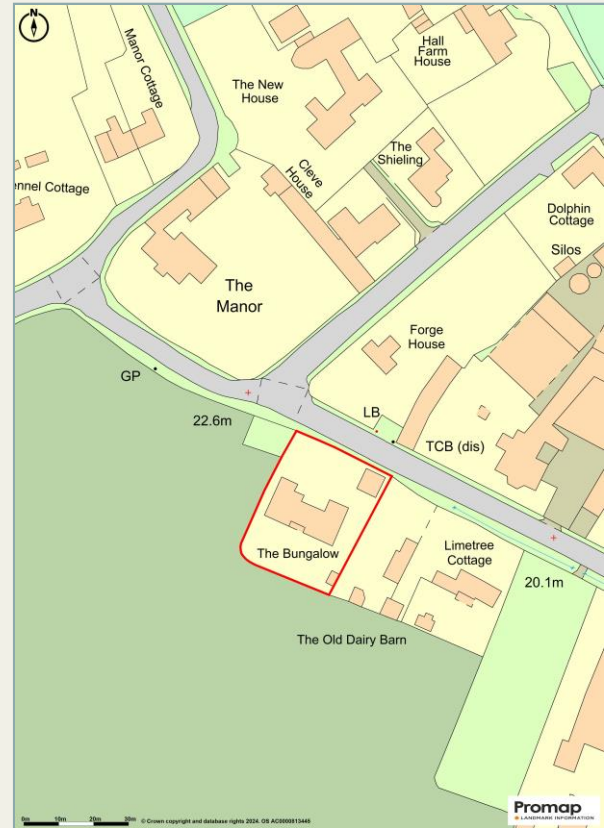 N
Manor Cottage
The New
House
Hall
Farm
House
The
Shieling
Cleve
House
ennel Cottage
Dolphin
Cottage
Silos
The
Manor
Forge
House
GP
LB
22.6m
TCB (dis)
The Bungalow
Limetree
Cottage
20.1m
The Old Dairy Barn
0m 10m 20m 30m
© Crown copyright and database rights 2024. OS AC0000813445
Promap
LANDMARK INFORMATION